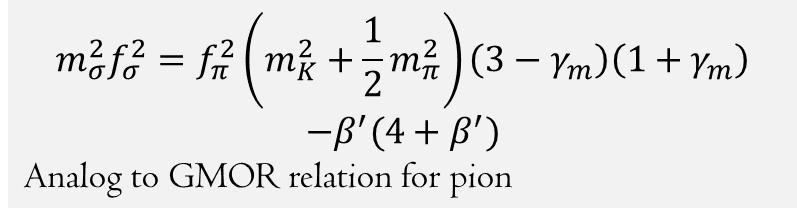 m_σ^2 f_σ^2 = f_π^2 (m_K^2 + 1/2 m_π^2)(3 − γ_m)(1 + γ_m)
−β′(4 + β′)
Analog to GMOR relation for pion